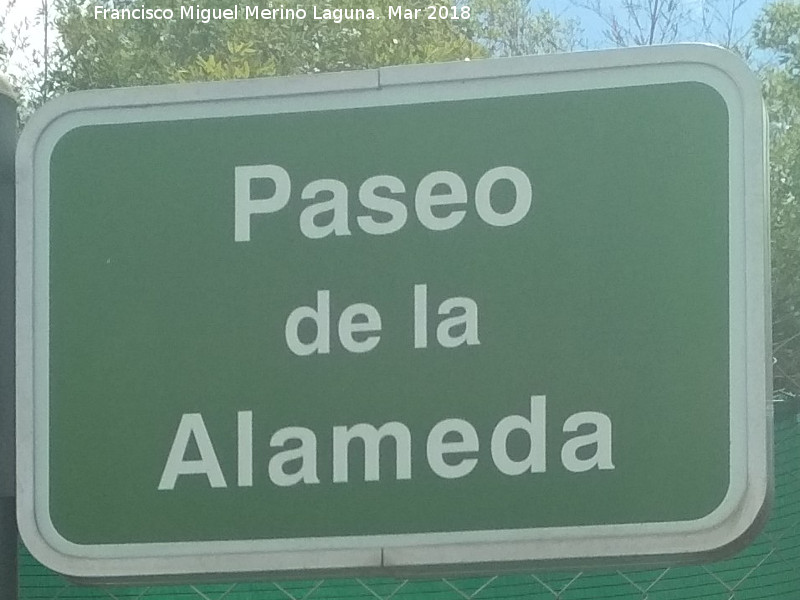 Francisco Miguel Merino Laguna. Mar 2018
Paseo
de la
Alameda